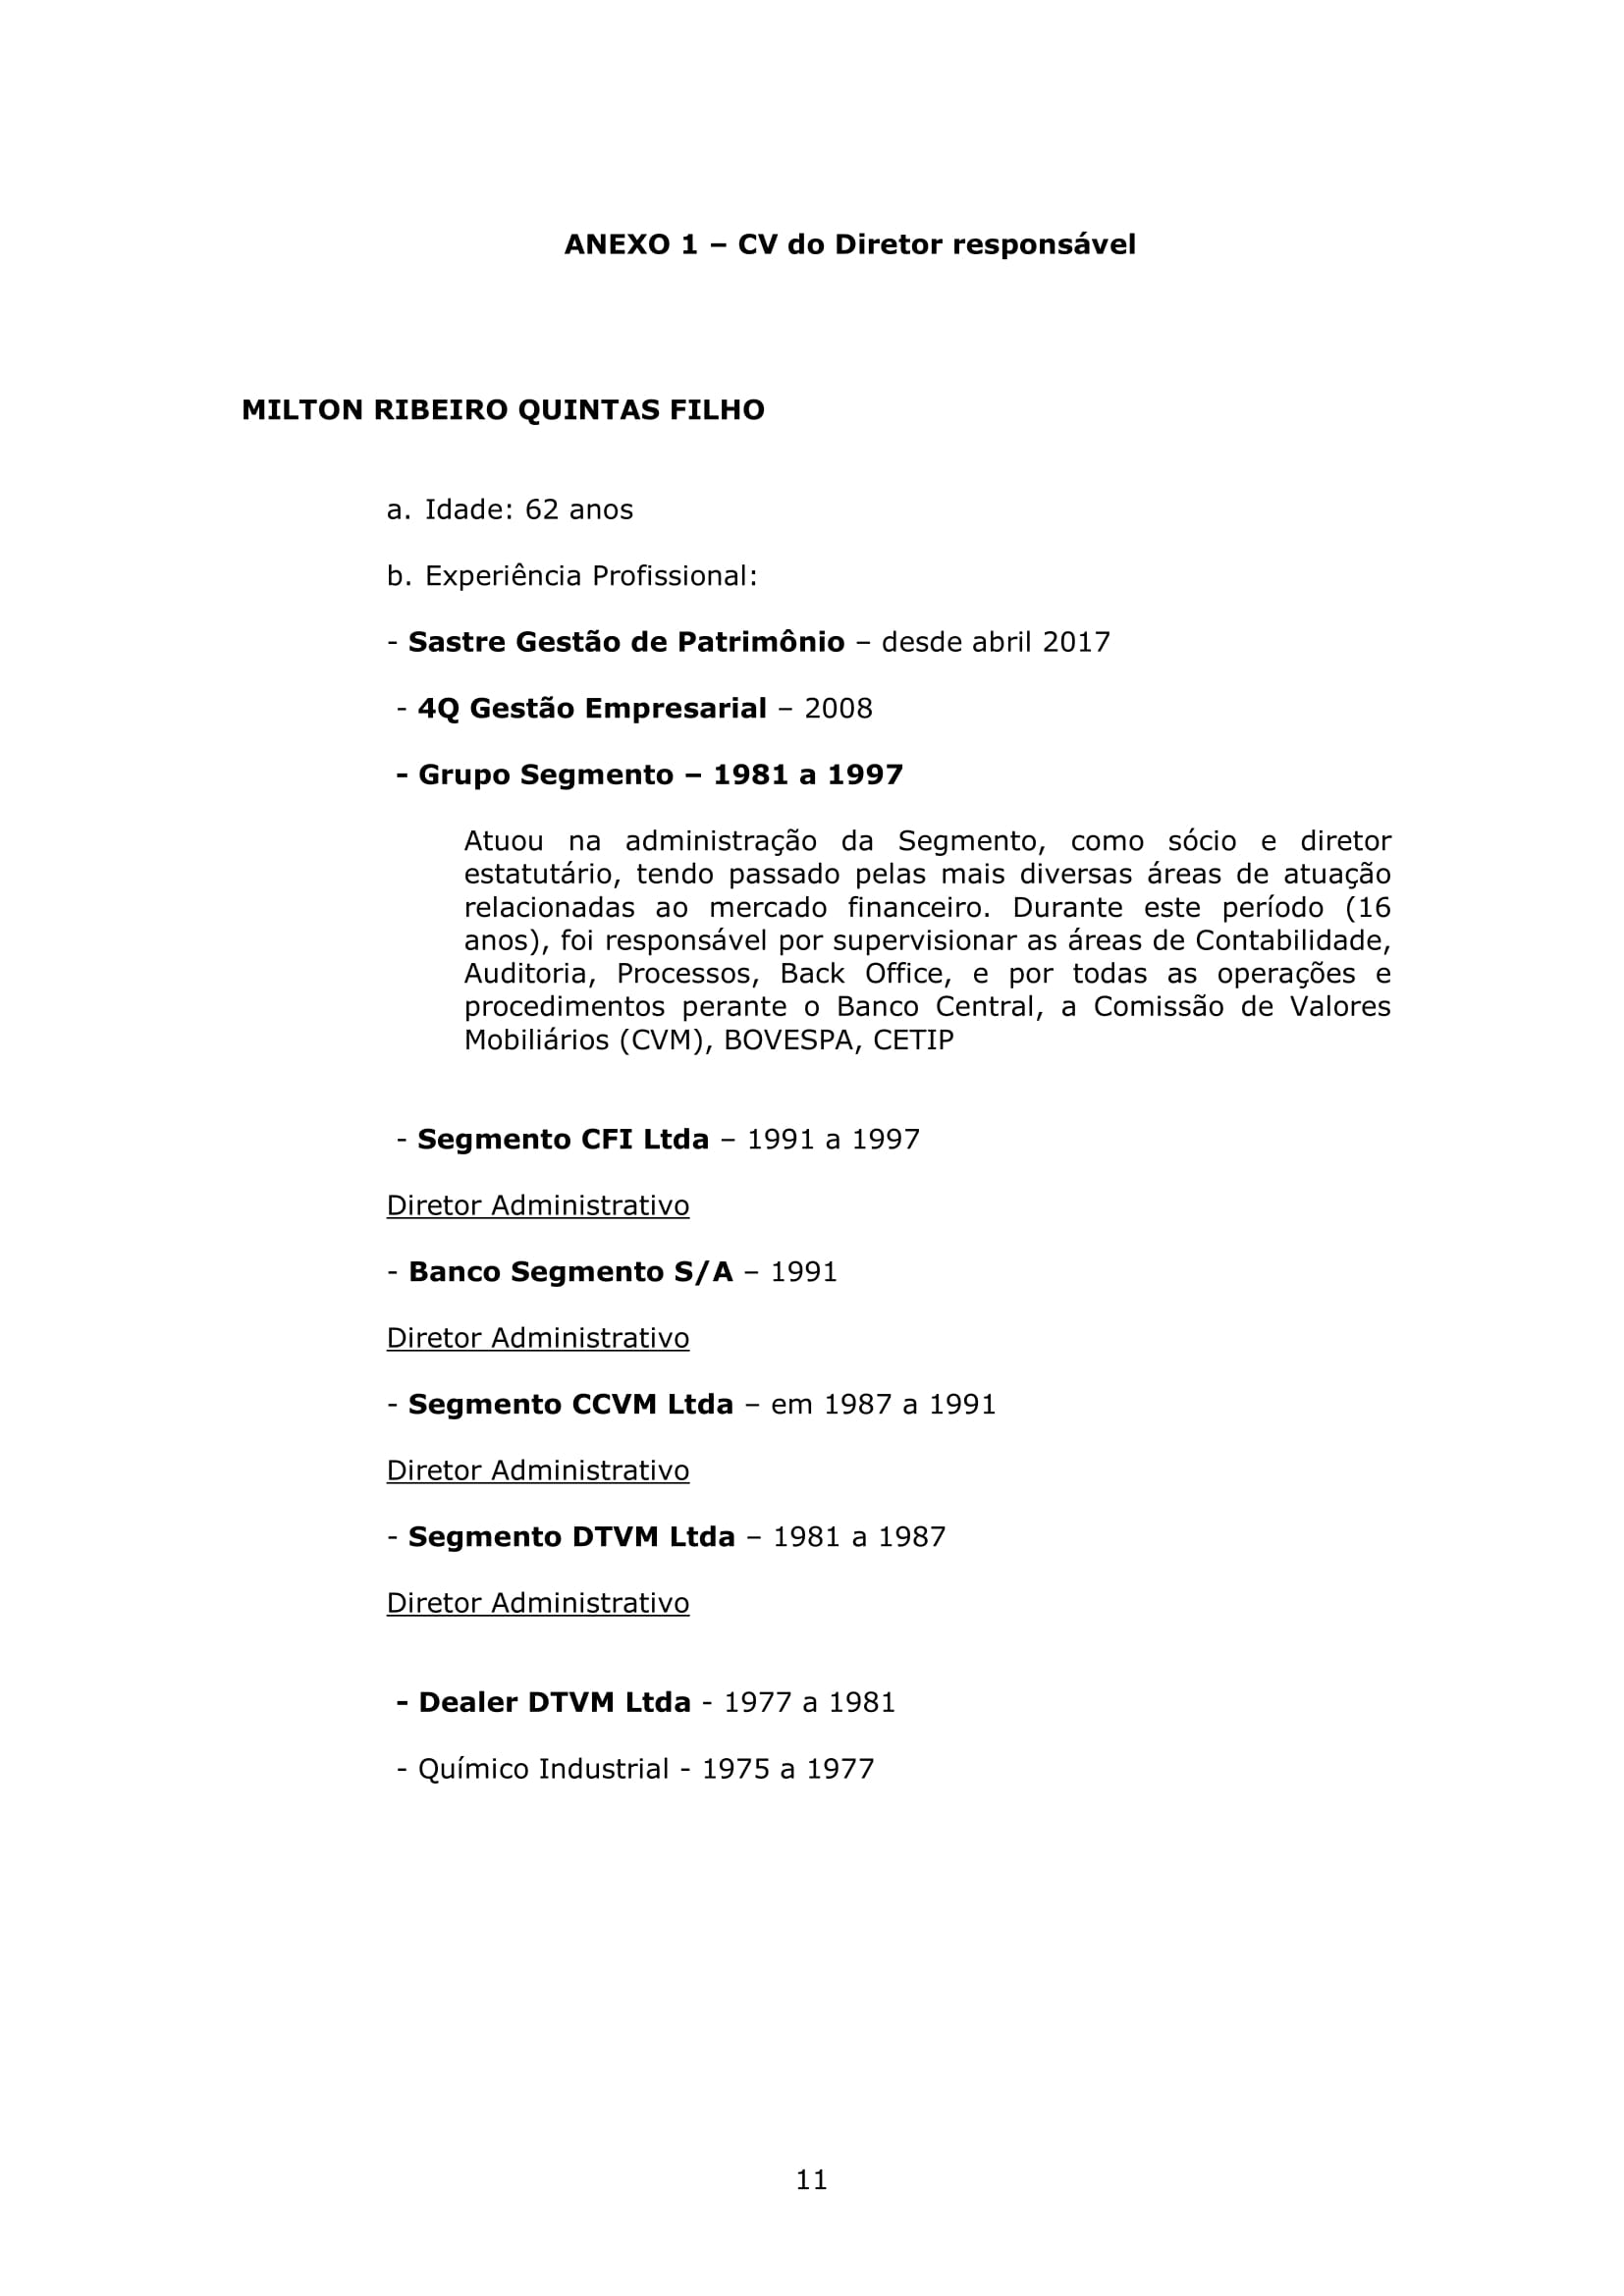 ANEXO 1 – CV do Diretor responsável
MILTON RIBEIRO QUINTAS FILHO
a. Idade: 62 anos
b. Experiência Profissional:
- Sastre Gestão de Patrimônio – desde abril 2017
- 4Q Gestão Empresarial – 2008
- Grupo Segmento – 1981 a 1997
Atuou na administração da Segmento, como sócio e diretor
estatutário, tendo passado pelas mais diversas áreas de atuação
relacionadas ao mercado financeiro. Durante este período (16
anos), foi responsável por supervisionar as áreas de Contabilidade,
Auditoria, Processos, Back Office, e por todas as operações e
procedimentos perante o Banco Central, a Comissão de Valores
Mobiliários (CVM), BOVESPA, CETIP
- Segmento CFI Ltda – 1991 a 1997
Diretor Administrativo
- Banco Segmento S/A – 1991
Diretor Administrativo
- Segmento CCVM Ltda – em 1987 a 1991
Diretor Administrativo
- Segmento DTVM Ltda – 1981 a 1987
Diretor Administrativo
- Dealer DTVM Ltda - 1977 a 1981
- Químico Industrial - 1975 a 1977
11